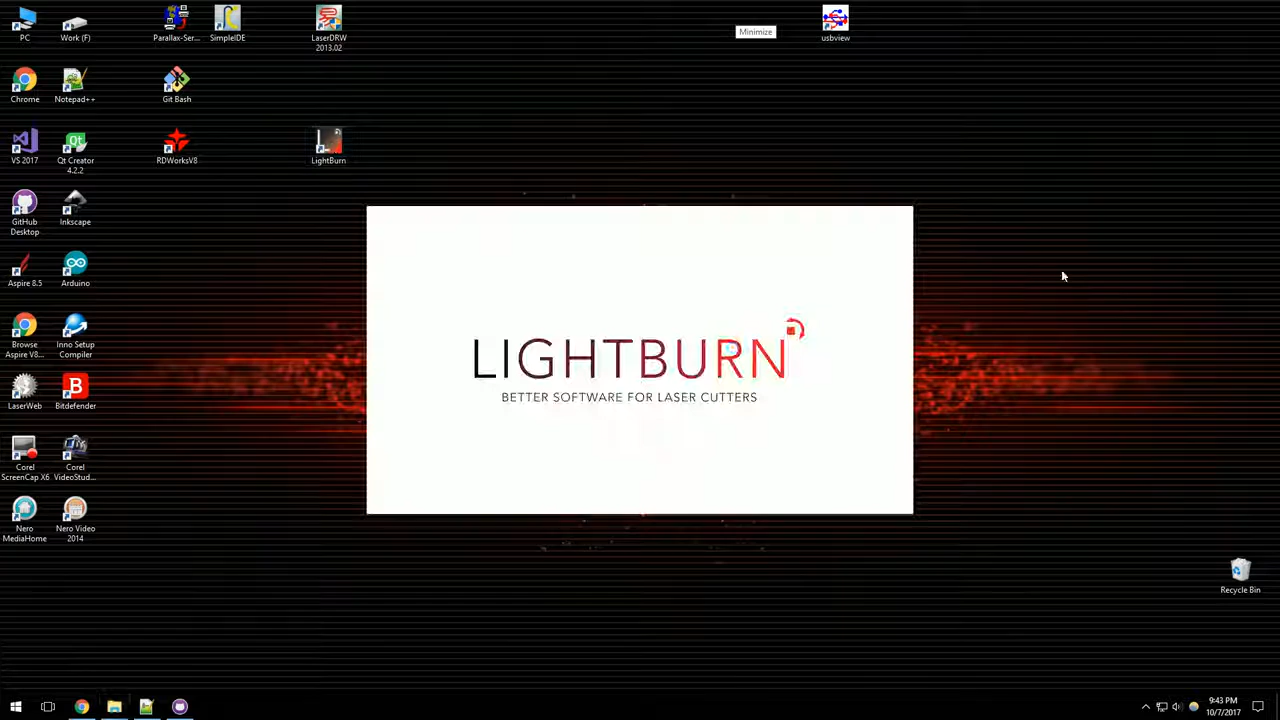 PC
Work (F)
Parallax-Ser...
SimpleIDE
LaserDRW
2013.02
Minimize
usbview
Chrome
Notepad++
Git Bash
VS 2017
Qt Creator
4.2.2
RDWorksV8
LightBurn
GitHub
Desktop
Inkscape
Aspire 8.5
Arduino
Browse
Aspire V8...
Inno Setup
Compiler
LIGHTBURN
BETTER SOFTWARE FOR LASER CUTTERS
LaserWeb
B
Bitdefender
Corel
ScreenCap X6
Corel
VideoStud...
Nero
MediaHome
Nero Video
2014
Recycle Bin
9:43 PM
10/7/2017